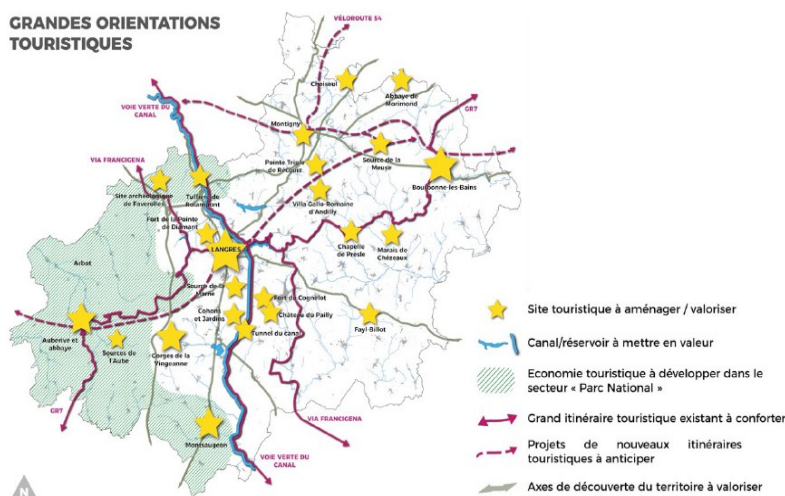 GRANDES ORIENTATIONS
TOURISTIQUES
VÉLOROUTE 54
Choiseul
Abbaye de
Morimond
VOIE VERTE DU
CANAL
GR7
Montigny
VIA FRANCIGENA
Source de la
Meuse
Pointe Triple
de Récourt
Bourbonne-les-Bains
Site archéologique
de Faverolles
Tuffière de
Rolampont
Villa Gallo-Romaine
d'Andilly
Fort de la Pointe
de Diamant
LANGRES
Chapelle
de Presle
Marais de
Chézeaux
Arbot
Source de la
Marne
Fort du Cognelot
Cohons
et Jardins
Château du Pailly
Fayl-Billot
Tunnel du canal
Auberive et
abbaye
Sources de
l'Aube
Gorges de la
Vingeanne
GR7
VIA FRANCIGENA
Montsaugeon
VOIE VERTE DU
CANAL
N
Site touristique à aménager / valoriser
Canal/réservoir à mettre en valeur
Economie touristique à développer dans le
secteur « Parc National »
Grand itinéraire touristique existant à conforter
Projets de nouveaux itinéraires
touristiques à anticiper
Axes de découverte du territoire à valoriser